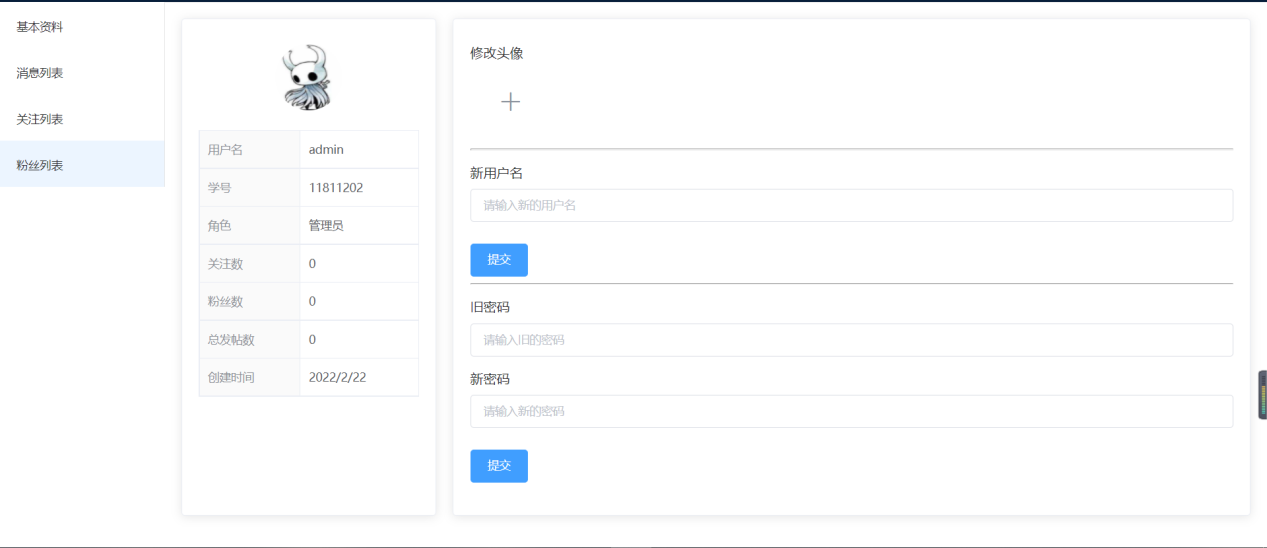 基本资料
消息列表
关注列表
粉丝列表
用户名 admin
学号 11811202
角色 管理员
关注数 0
粉丝数 0
总发帖数 0
创建时间 2022/2/22
修改头像
新用户名
请输入新的用户名
提交
旧密码
请输入旧的密码
新密码
请输入新的密码
提交